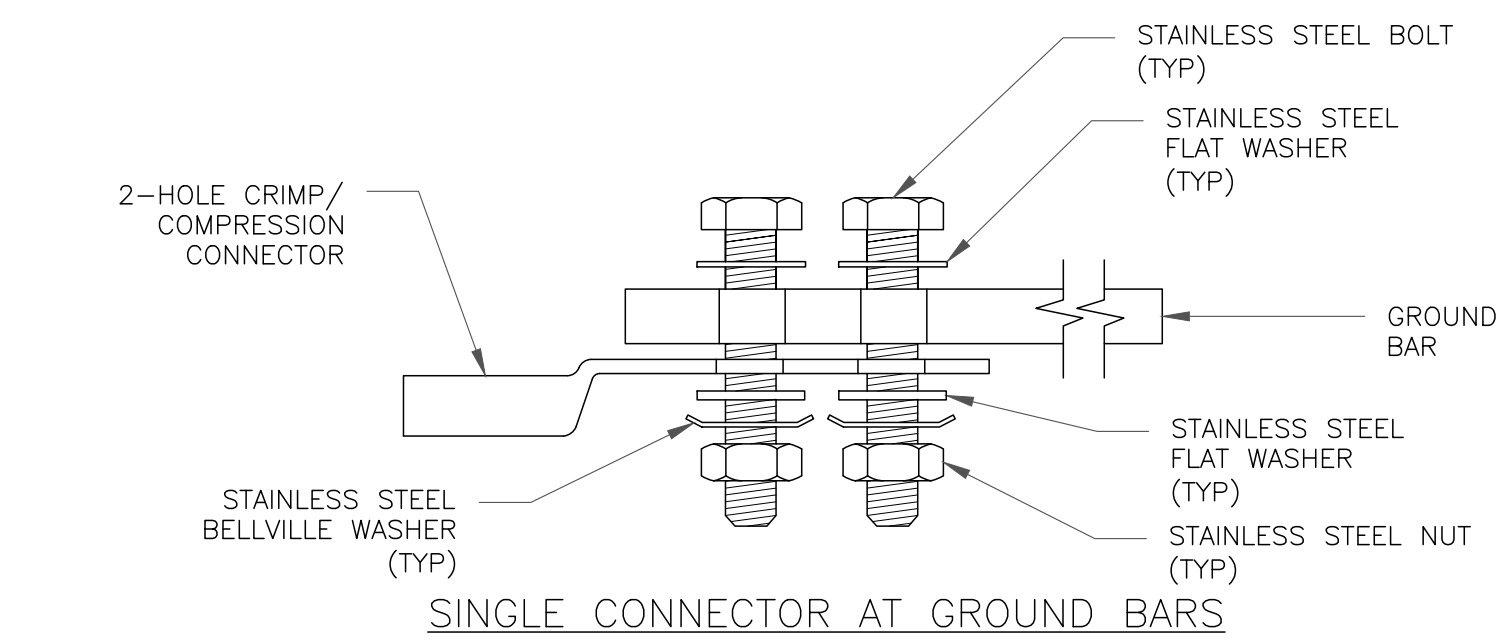 STAINLESS STEEL BOLT
(TYP)
STAINLESS STEEL
FLAT WASHER
(TYP)
2-HOLE CRIMP/
COMPRESSION
CONNECTOR
GROUND
BAR
STAINLESS STEEL
FLAT WASHER
(TYP)
STAINLESS STEEL
BELLVILLE WASHER
(TYP)
STAINLESS STEEL NUT
(TYP)
SINGLE CONNECTOR AT GROUND BARS